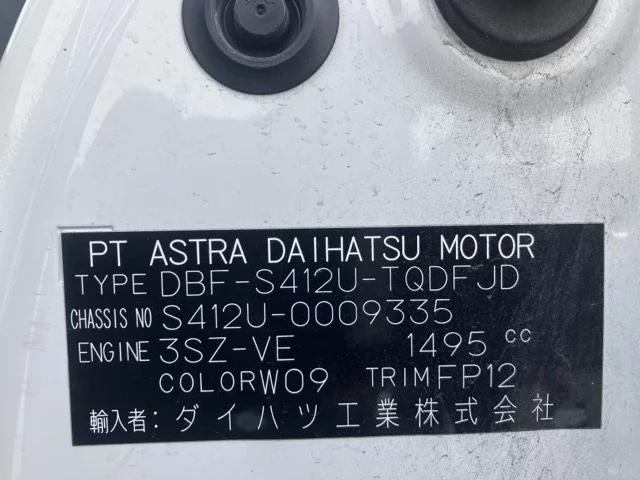 PT ASTRA DAIHATSU MOTOR
TYPE DBF-S412U-TQDFJD
CHASSIS NO S412U-0009335
ENGINE 3SZ-VE 1495 cc
COLOR W09 TRIM FP12
輸入者: ダイハツ工業株式会社